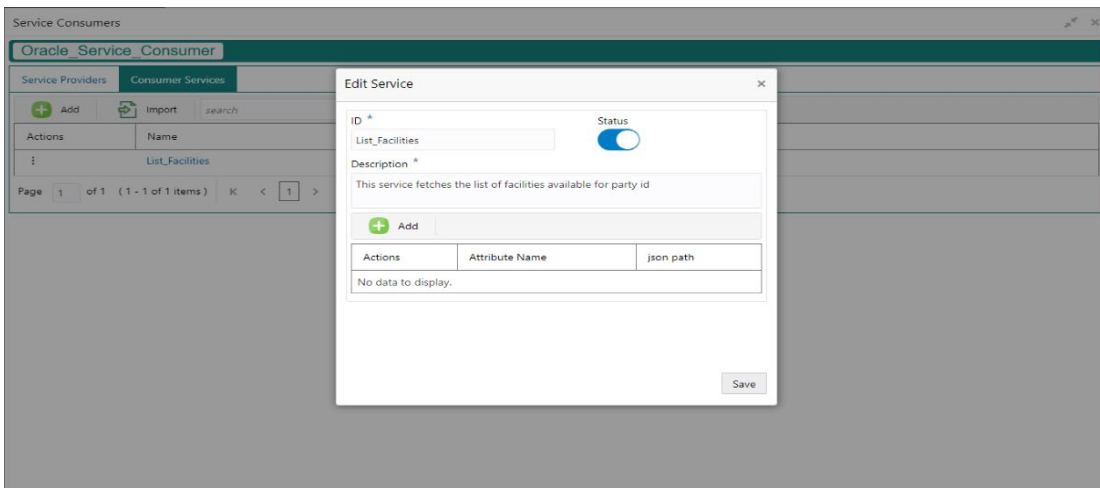 Service Consumers
Oracle_Service_Consumer
Service Providers Consumer Services
Add Import search
Actions Name
List_Facilities
Page 1 of 1 (1 - 1 of 1 items) K < 1 >
Edit Service
ID *
Status
List_Facilities
Description *
This service fetches the list of facilities available for party id
Add
Actions Attribute Name json path
No data to display.
Save